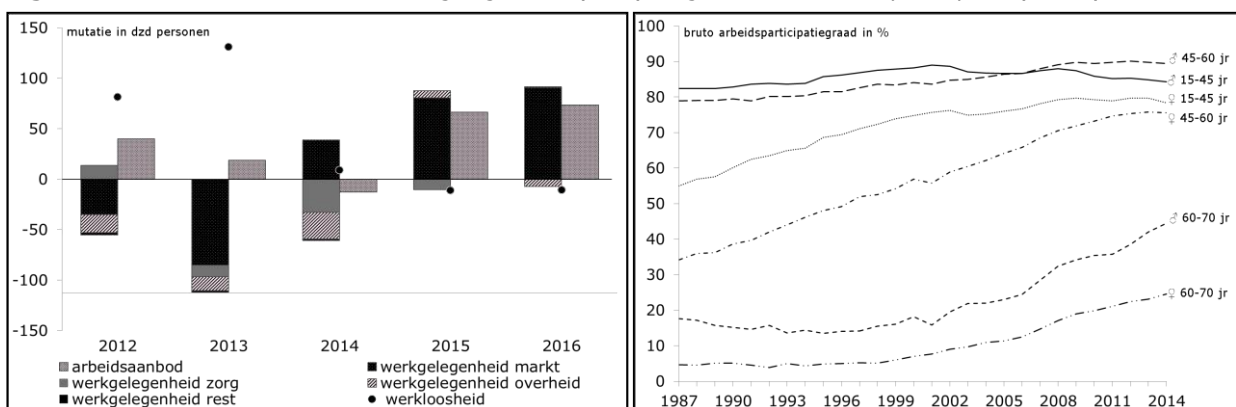 mutatie in dzd personen
150
100
50
0
-50
-100
-150
2012 2013 2014 2015 2016
arbeidsaanbod werkgelegenheid markt
werkgelegenheid zorg werkgelegenheid overheid
werkgelegenheid rest werkloosheid
bruto arbeidsparticipatiegraad in %
100
90
80
70
60
50
40
30
20
10
0
♂ 45-60 jr
♂ 15-45 jr
♀ 15-45 jr
♀ 45-60 jr
♂ 60-70 jr
♀ 60-70 jr
1987 1990 1993 1996 1999 2002 2005 2008 2011 2014